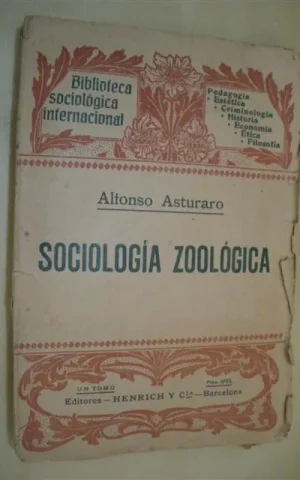 Biblioteca
sociológica
internacional
Pedagogía
• Estética
• Criminología
• Historia
• Economía
• Ética
• Filosofía
Alfonso Asturaro
SOCIOLOGÍA ZOOLÓGICA
UN TOMO
Editores — HENRICH Y Cía — Barcelona